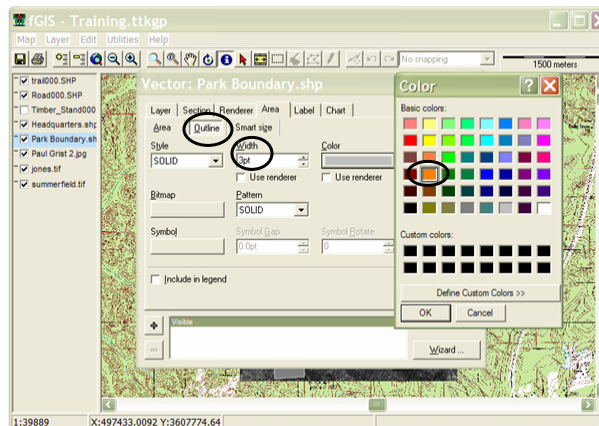 fGIS - Training.ttkgp
Map Layer Edit Utilities Help
No snapping
1500 meters
trail000.SHP
Road000.SHP
Timber_Stand000
Headquarters.shp
Park Boundary.sh
Paul Grist 2.jpg
jones.tif
summerfield.tif
Vector: Park Boundary.shp
Layer Section Renderer Area Label Chart
Area Outline Smart size
Style Width Color
SOLID 3pt
Use renderer Use renderer
Bitmap Pattern
SOLID
Symbol Symbol Gap Symbol Rotate
0.0pt 0
Include in legend
Visible
Wizard ...
Color
Basic colors:
Custom colors:
Define Custom Colors >>
OK Cancel
1:39889 X:497433.0092 Y:3607774.64